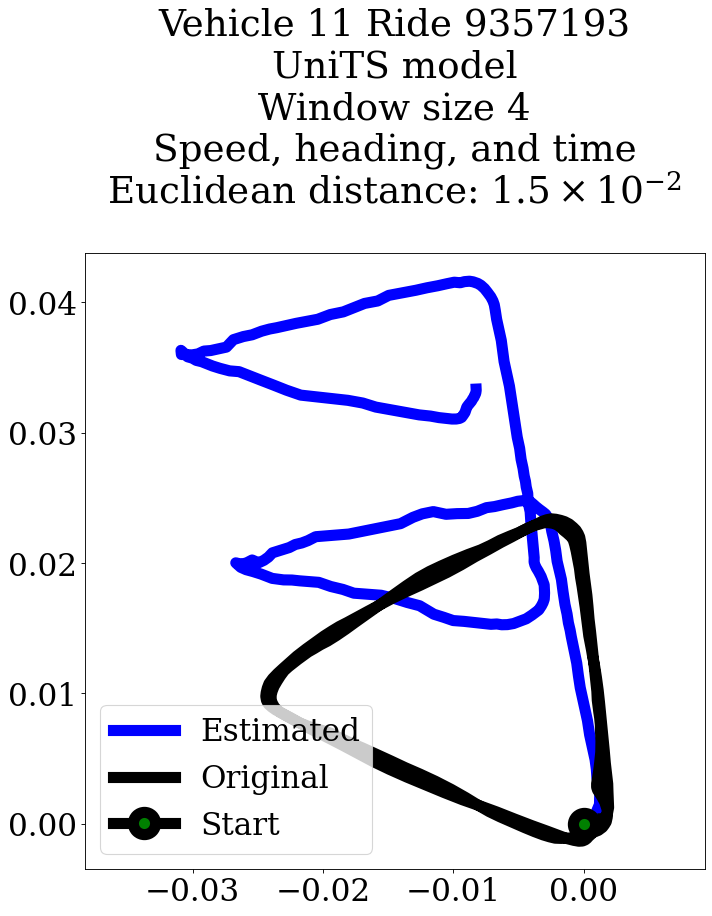 Vehicle 11 Ride 9357193
UniTS model
Window size 4
Speed, heading, and time
Euclidean distance: 1.5 × 10⁻²
0.04
0.03
0.02
0.01
0.00
Estimated
Original
Start
−0.03 −0.02 −0.01 0.00